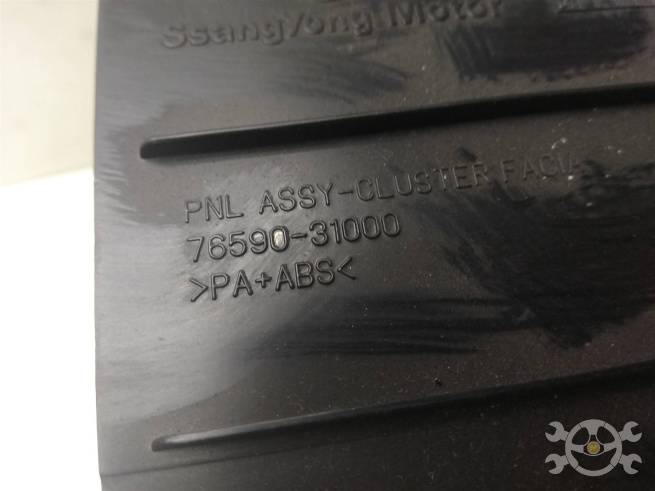 SsangYong Motor
PNL ASSY-CLUSTER FACIA
76590-31000
>PA+ABS<